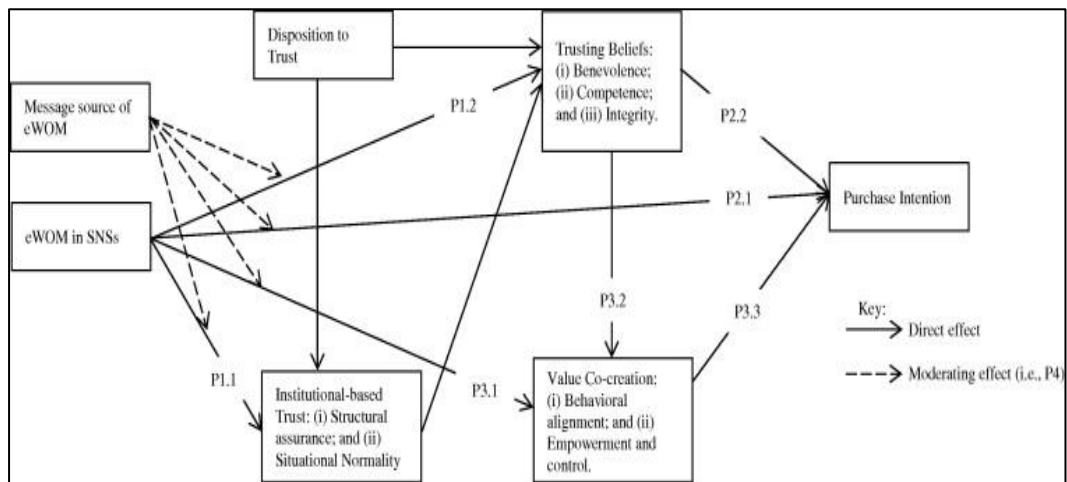 Disposition to
Trust
Trusting Beliefs:
(i) Benevolence;
(ii) Competence;
and (iii) Integrity.
Message source of
eWOM
P1.2
P2.2
eWOM in SNSs
P2.1
Purchase Intention
P3.2
P3.3
Key:
Direct effect
P1.1
P3.1
Moderating effect (i.e., P4)
Institutional-based
Trust: (i) Structural
assurance; and (ii)
Situational Normality
Value Co-creation:
(i) Behavioral
alignment; and (ii)
Empowerment and
control.